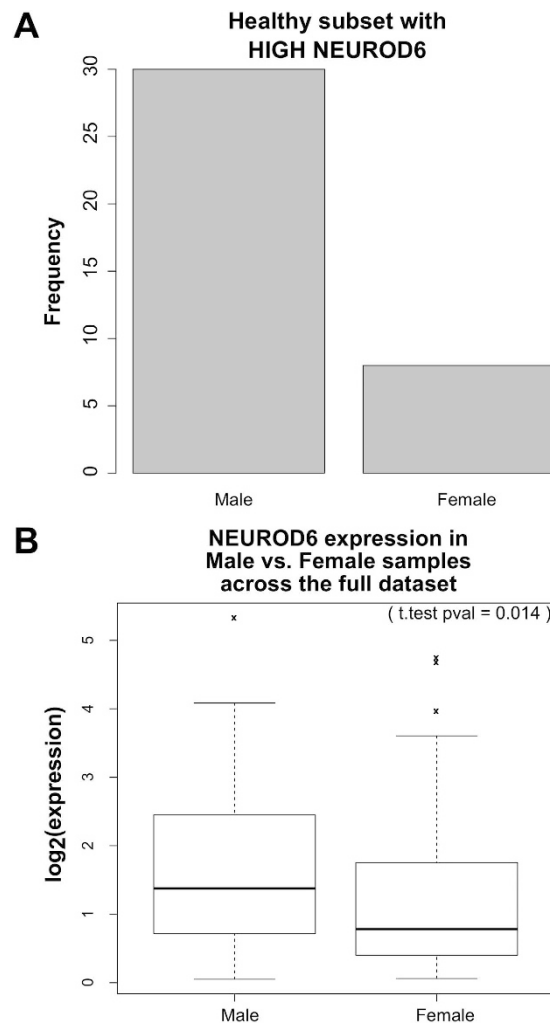 A
Healthy subset with
HIGH NEUROD6
Frequency
30
25
20
15
10
5
0
Male
Female
B
NEUROD6 expression in
Male vs. Female samples
across the full dataset
( t.test pval = 0.014 )
log2(expression)
5
4
3
2
1
0
Male
Female